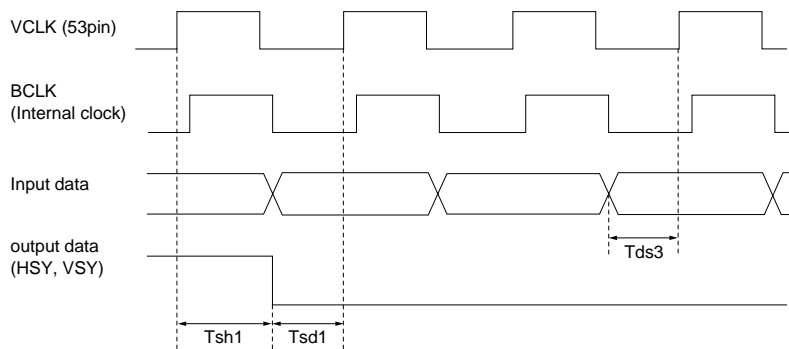 VCLK (53pin)
BCLK
(Internal clock)
Input data
output data
(HSY, VSY)
Tds3
Tsh1
Tsd1